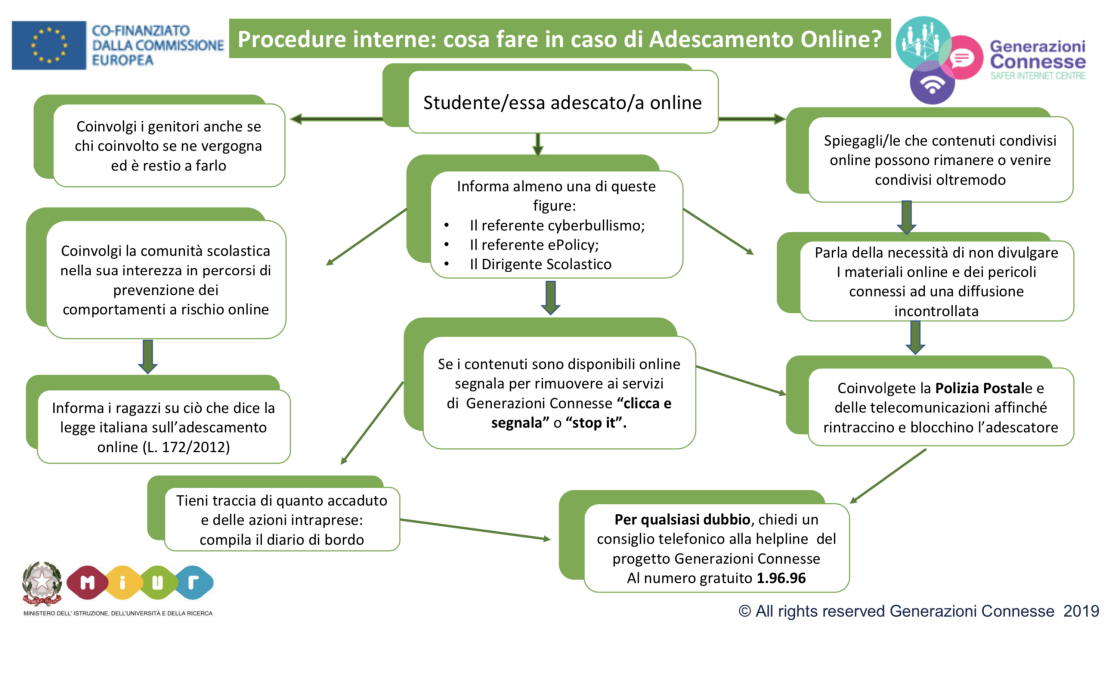 CO-FINANZIATO
DALLA COMMISSIONE
EUROPEA
Procedure interne: cosa fare in caso di Adescamento Online?
Generazioni
Connesse
SAFER INTERNET CENTRE
Studente/essa adescato/a online
Coinvolgi i genitori anche se
chi coinvolto se ne vergogna
ed è restio a farlo
Spiegagli/le che contenuti condivisi
online possono rimanere o venire
condivisi oltremodo
Informa almeno una di queste
figure:
• Il referente cyberbullismo;
• Il referente ePolicy;
• Il Dirigente Scolastico
Coinvolgi la comunità scolastica
nella sua interezza in percorsi di
prevenzione dei
comportamenti a rischio online
Parla della necessità di non divulgare
I materiali online e dei pericoli
connessi ad una diffusione
incontrollata
Se i contenuti sono disponibili online
segnala per rimuovere ai servizi
di Generazioni Connesse “clicca e
segnala” o “stop it”.
Informa i ragazzi su ciò che dice la
legge italiana sull’adescamento
online (L. 172/2012)
Coinvolgete la Polizia Postale e
delle telecomunicazioni affinché
rintraccino e blocchino l’adescatore
Tieni traccia di quanto accaduto
e delle azioni intraprese:
compila il diario di bordo
Per qualsiasi dubbio, chiedi un
consiglio telefonico alla helpline del
progetto Generazioni Connesse
Al numero gratuito 1.96.96
MIUR
MINISTERO DELL’ ISTRUZIONE, DELL’UNIVERSITÀ E DELLA RICERCA
© All rights reserved Generazioni Connesse 2019